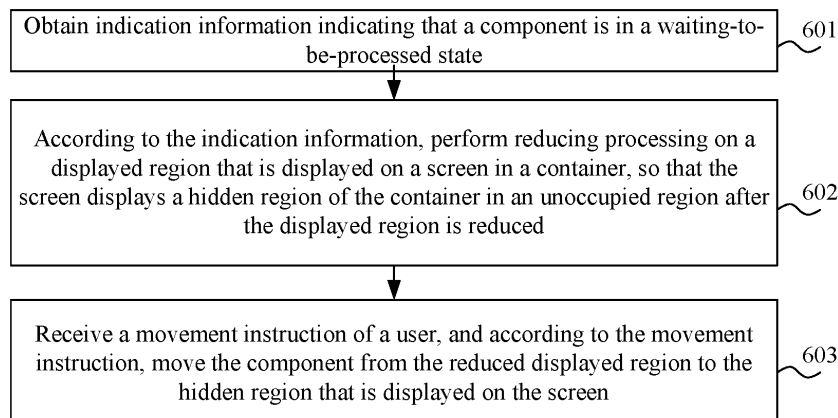 Obtain indication information indicating that a component is in a waiting-to-
be-processed state
601
According to the indication information, perform reducing processing on a
displayed region that is displayed on a screen in a container, so that the
screen displays a hidden region of the container in an unoccupied region after
the displayed region is reduced
602
Receive a movement instruction of a user, and according to the movement
instruction, move the component from the reduced displayed region to the
hidden region that is displayed on the screen
603